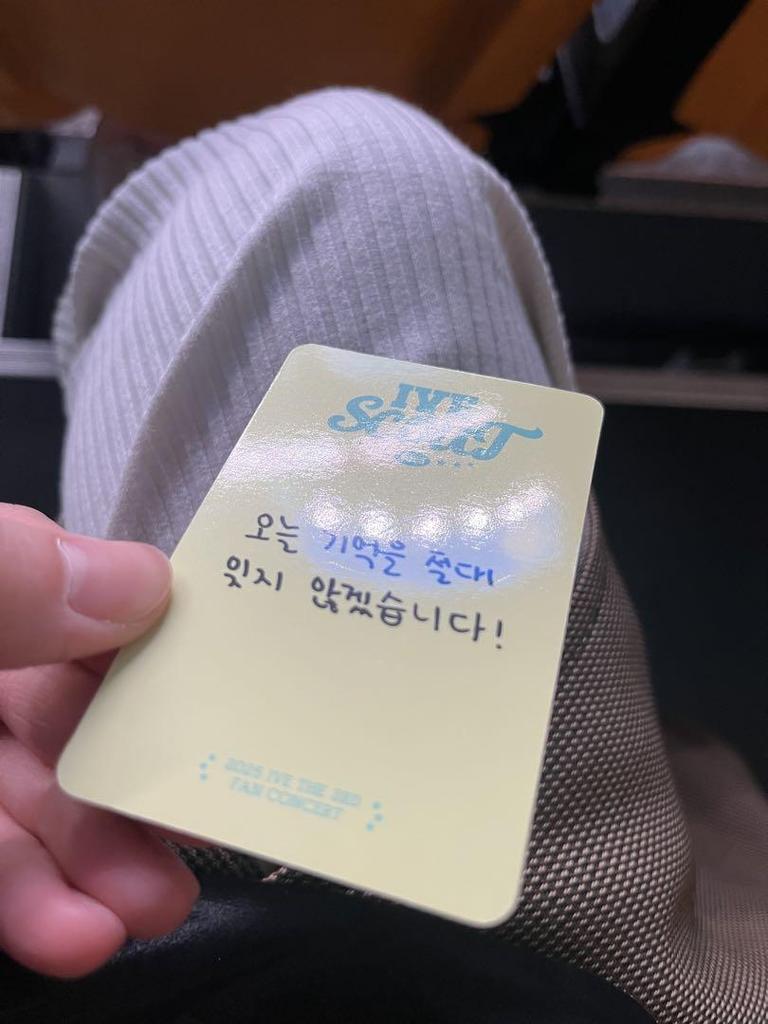 IVE
SCOUT
오늘 기억을 절대
잊지 않겠습니다!
2025 IVE THE 3RD
FAN CONCERT